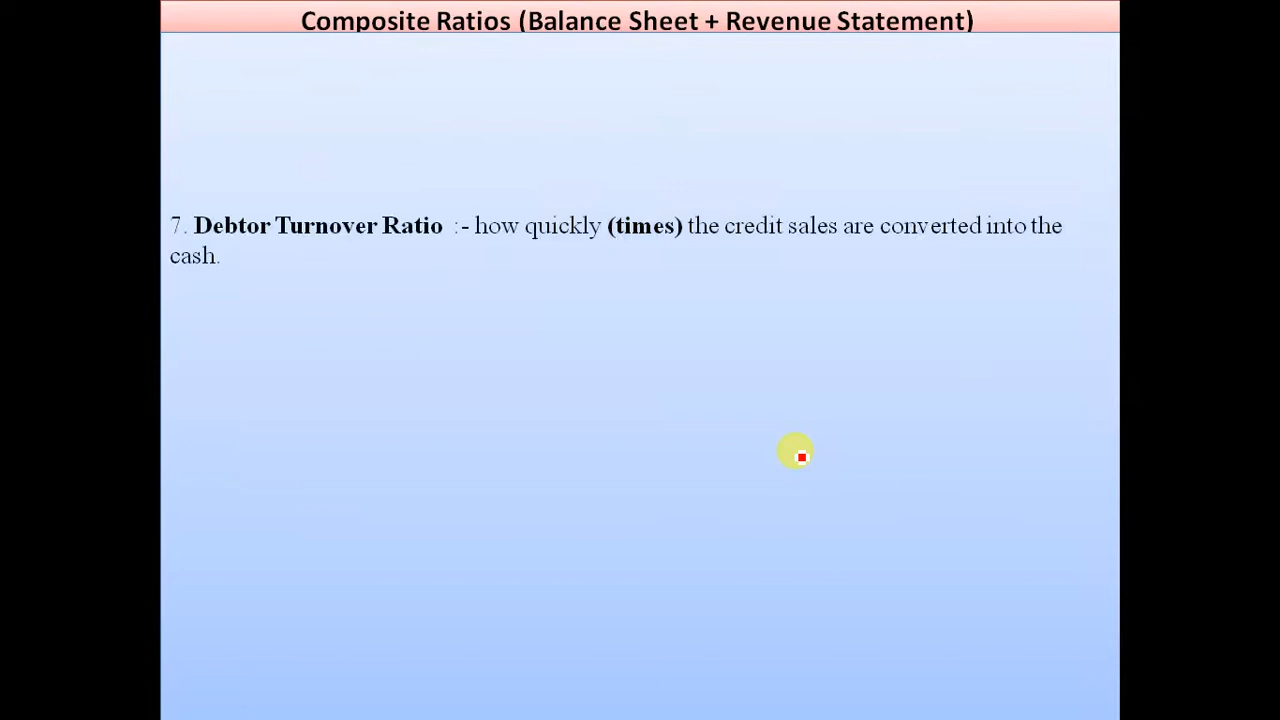 Composite Ratios (Balance Sheet + Revenue Statement)
7. Debtor Turnover Ratio :- how quickly (times) the credit sales are converted into the
cash.